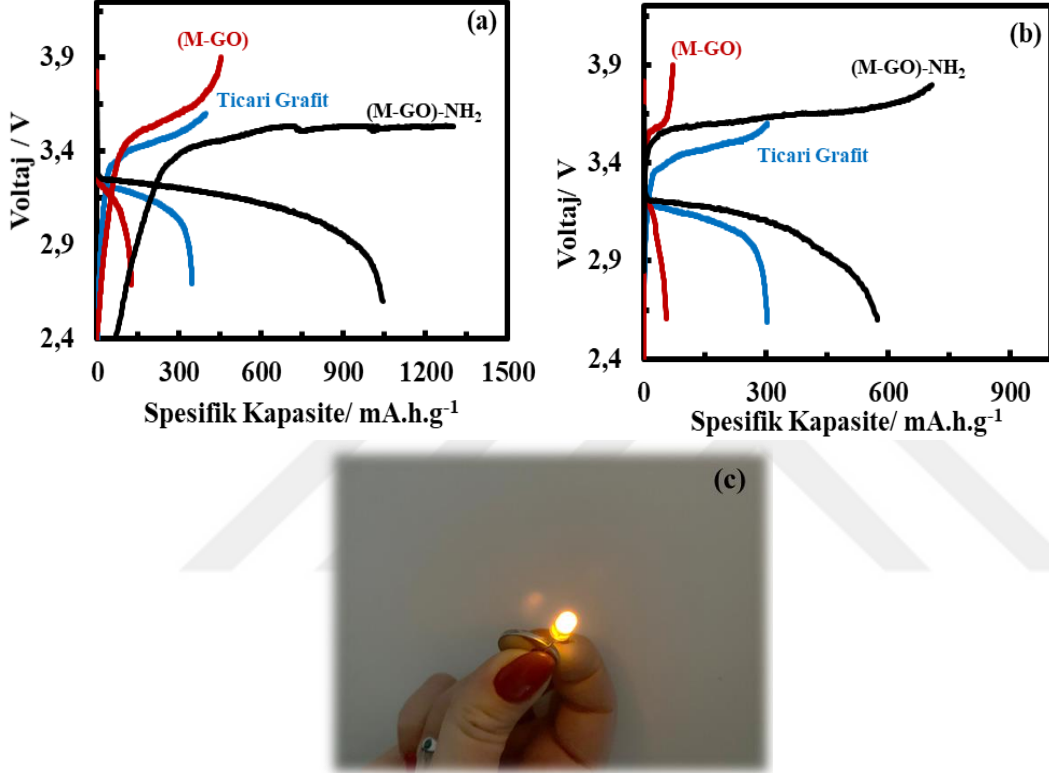 (a)
(M-GO)
Ticari Grafit
(M-GO)-NH₂
Voltaj / V
3,9
3,4
2,9
2,4
0 300 600 900 1200 1500
Spesifik Kapasite/ mA.h.g⁻¹
(b)
(M-GO)
(M-GO)-NH₂
Ticari Grafit
Voltaj/ V
3,9
3,4
2,9
2,4
0 300 600 900
Spesifik Kapasite/ mA.h.g⁻¹
(c)